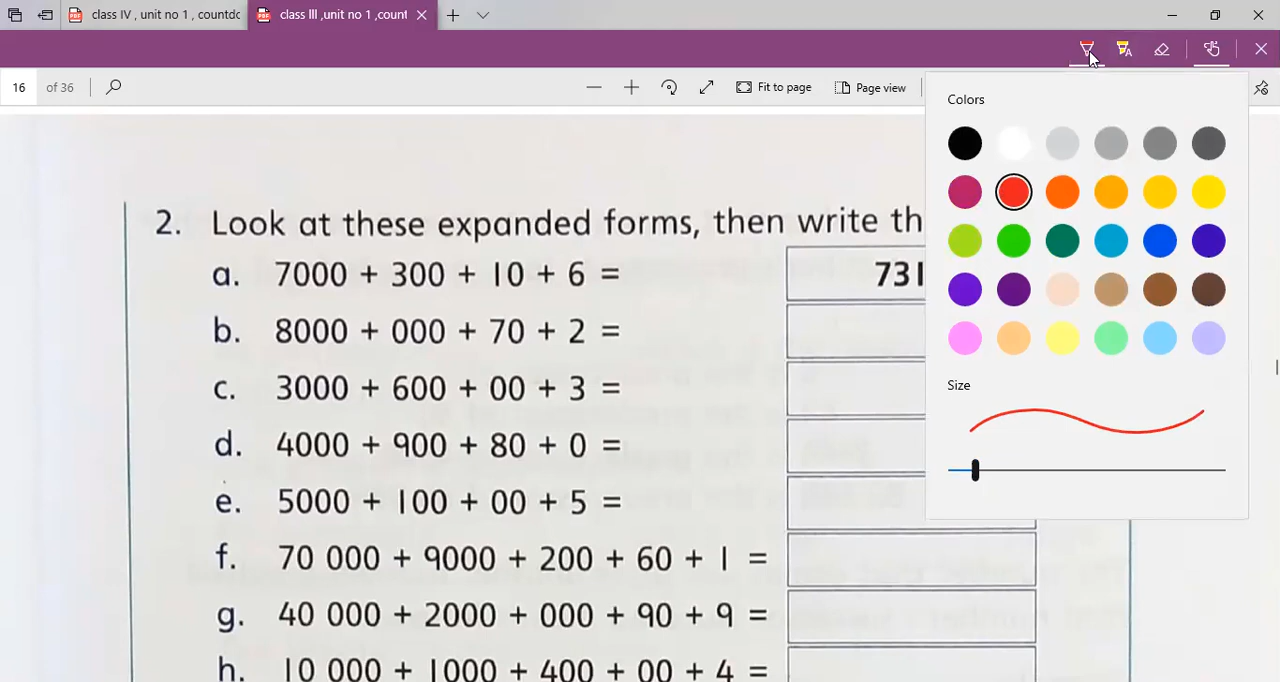 class IV , unit no 1 , countdo
class III ,unit no 1 ,count
16 of 36
Fit to page
Page view
Colors
Size
2. Look at these expanded forms, then write th
a. 7000 + 300 + 10 + 6 = 731
b. 8000 + 000 + 70 + 2 =
c. 3000 + 600 + 00 + 3 =
d. 4000 + 900 + 80 + 0 =
e. 5000 + 100 + 00 + 5 =
f. 70 000 + 9000 + 200 + 60 + 1 =
g. 40 000 + 2000 + 000 + 90 + 9 =
h. 10 000 + 1000 + 400 + 00 + 4 =